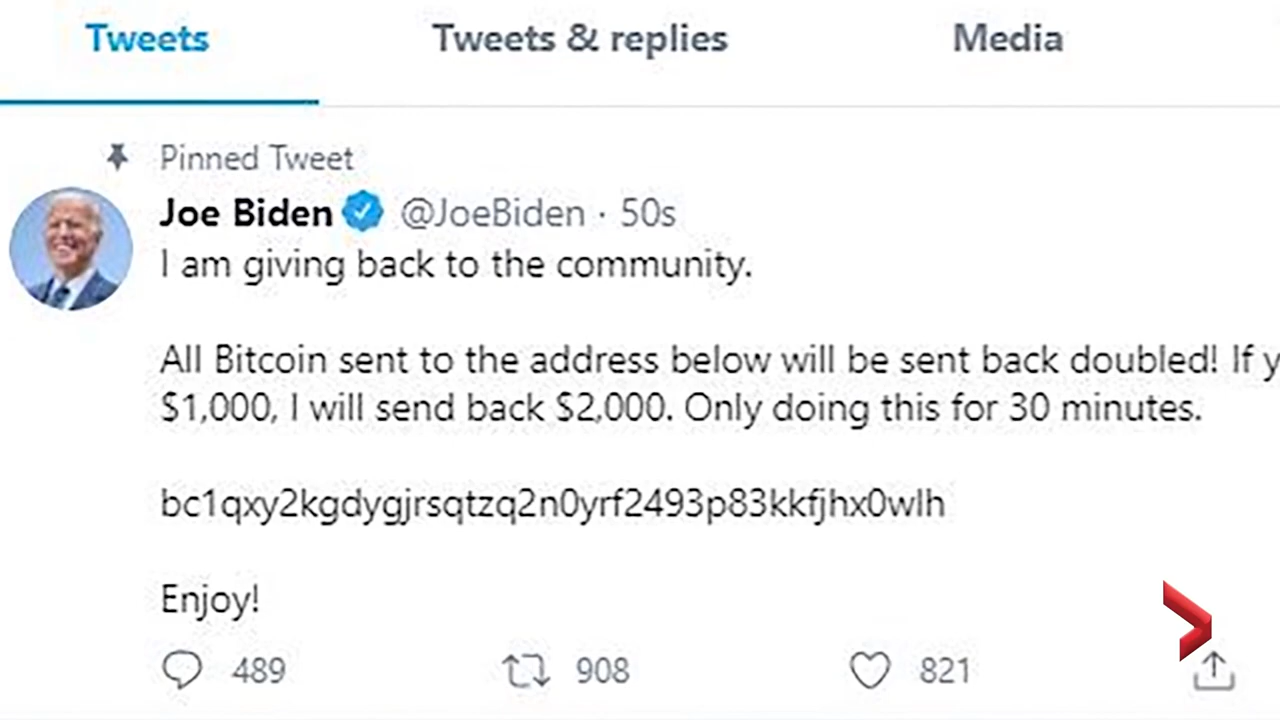 Tweets Tweets & replies Media
Pinned Tweet
Joe Biden @JoeBiden · 50s
I am giving back to the community.
All Bitcoin sent to the address below will be sent back doubled! If y
$1,000, I will send back $2,000. Only doing this for 30 minutes.
bc1qxy2kgdygjrsqtzq2n0yrf2493p83kkfjhx0wlh
Enjoy!
489 908 821